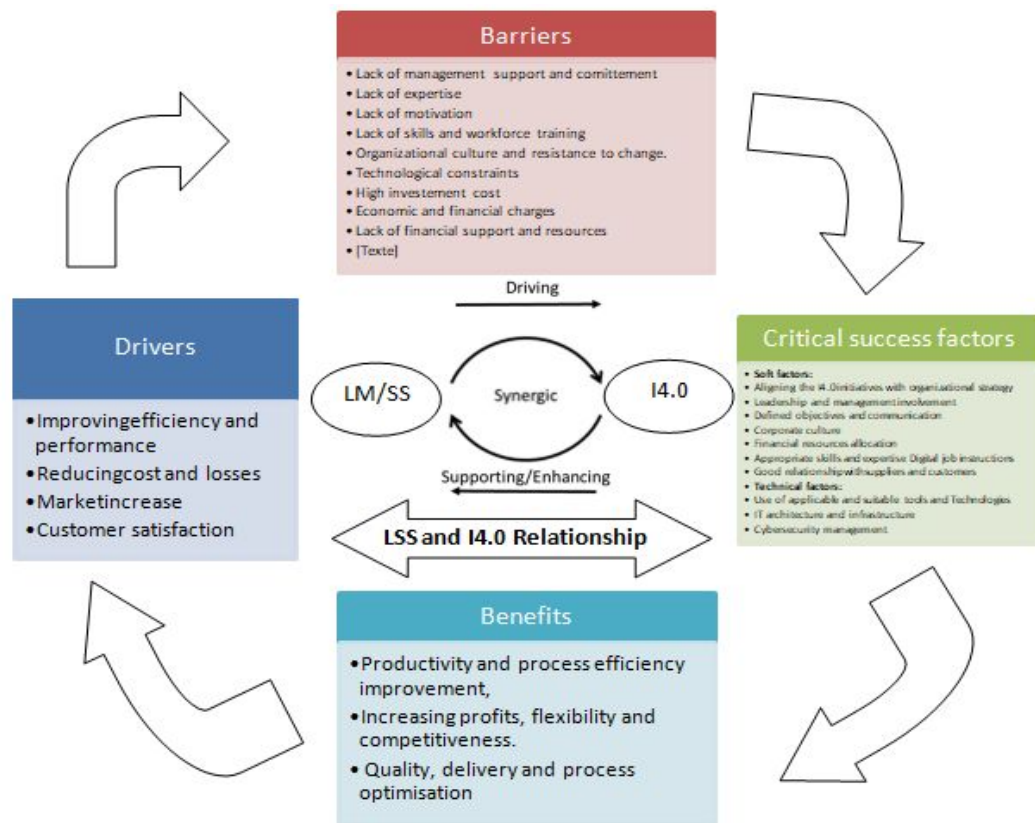 Barriers
• Lack of management support and comittement
• Lack of expertise
• Lack of motivation
• Lack of skills and workforce training
• Organizational culture and resistance to change.
• Technological constraints
• High investement cost
• Economic and financial charges
• Lack of financial support and resources
• [Texte]
Drivers
•Improvingefficiency and
performance
•Reducingcost and losses
•Marketincrease
•Customer satisfaction
Driving
LM/SS
Synergic
I4.0
Supporting/Enhancing
LSS and I4.0 Relationship
Critical success factors
• Soft factors:
• Aligning the I4.0initiatives with organizational strategy
• Leadership and management involvement
• Defined objectives and communication
• Corporate culture
• Financial resources allocation
• Appropriate skills and expertise Digital job instructions
• Good relationship with suppliers and customers
• Technical factors:
• Use of applicable and suitable tools and Technologies
• IT architecture and infrastructure
• Cybersecurity management
Benefits
•Productivity and process efficiency
improvement,
•Increasing profits, flexibility and
competitiveness.
• Quality, delivery and process
optimisation